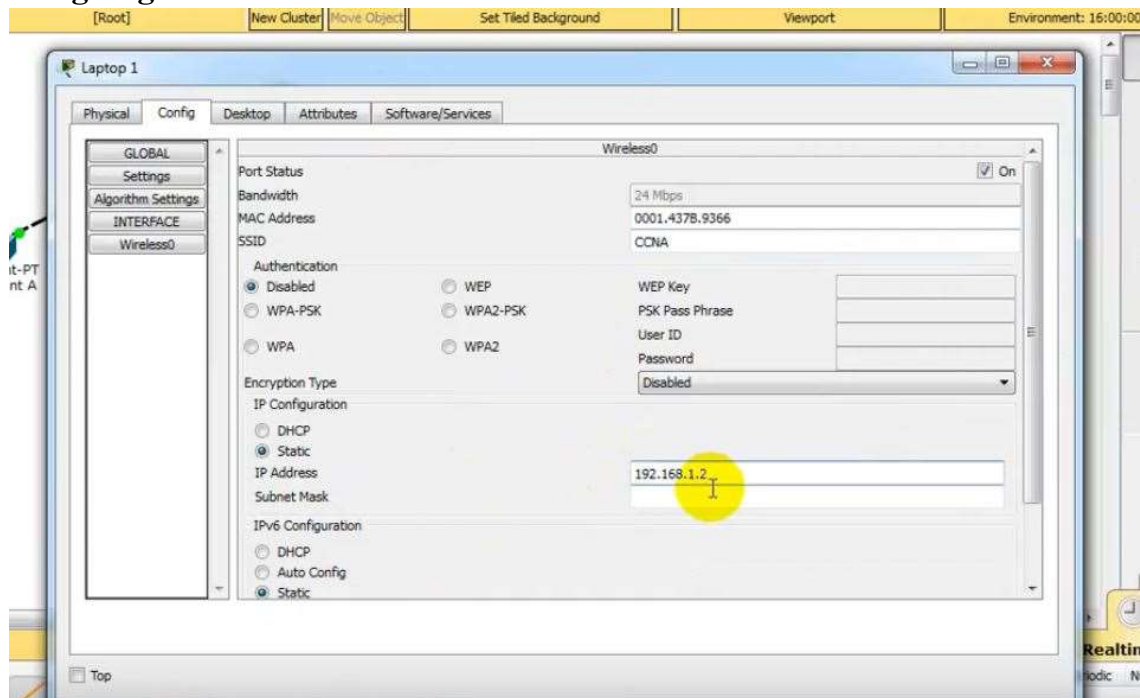 [Root] New Cluster Move Object Set Tiled Background Viewport Environment: 16:00:00
Laptop 1
Physical Config Desktop Attributes Software/Services
GLOBAL
Settings
Algorithm Settings
INTERFACE
Wireless0
Wireless0
Port Status On
Bandwidth 24 Mbps
MAC Address 0001.437B.9366
SSID CCNA
Authentication
Disabled WEP WEP Key
WPA-PSK WPA2-PSK PSK Pass Phrase
User ID
WPA WPA2
Password
Encryption Type Disabled
IP Configuration
DHCP
Static
IP Address 192.168.1.2
Subnet Mask
IPv6 Configuration
DHCP
Auto Config
Static
Top
t-PT
nt A
Realtin